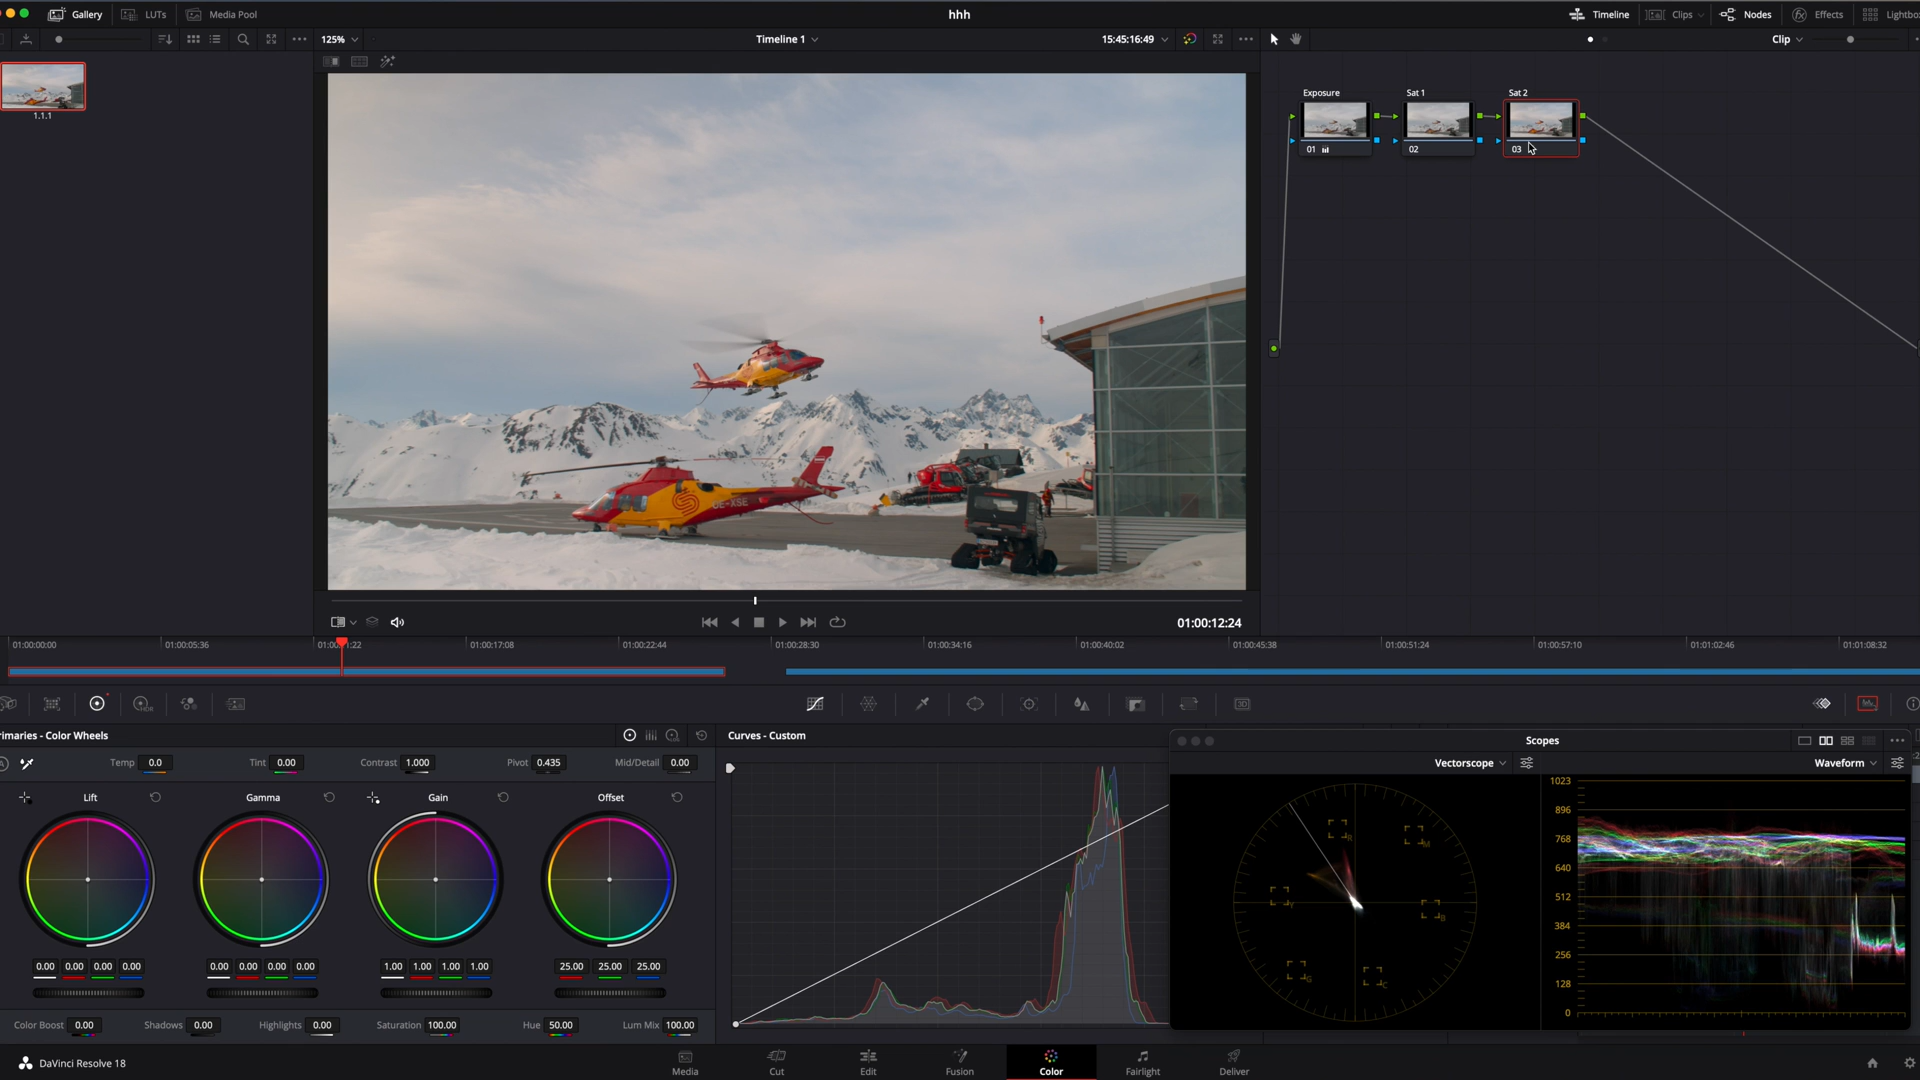 Gallery LUTs Media Pool hhh Timeline Clips Nodes Effects Lightbo
125% Timeline 1 15:45:16:49 Clip
1.1.1
Exposure Sat 1 Sat 2
01 02 03
OE-XSE
01:00:12:24
01:00:00:00 01:00:05:36 01:00: :22 01:00:17:08 01:00:22:44 01:00:28:30 01:00:34:16 01:00:40:02 01:00:45:38 01:00:51:24 01:00:57:10 01:01:02:46 01:01:08:32
HDR 3D
rimaries - Color Wheels Curves - Custom Scopes
A Temp 0.0 Tint 0.00 Contrast 1.000 Pivot 0.435 Mid/Detail 0.00 Vectorscope Waveform
Lift Gamma Gain Offset
R M Y B G C
1023
896
768
640
512
384
256
128
0
0.00 0.00 0.00 0.00 0.00 0.00 0.00 0.00 1.00 1.00 1.00 1.00 25.00 25.00 25.00
Color Boost 0.00 Shadows 0.00 Highlights 0.00 Saturation 100.00 Hue 50.00 Lum Mix 100.00
DaVinci Resolve 18 Media Cut Edit Fusion Color Fairlight Deliver